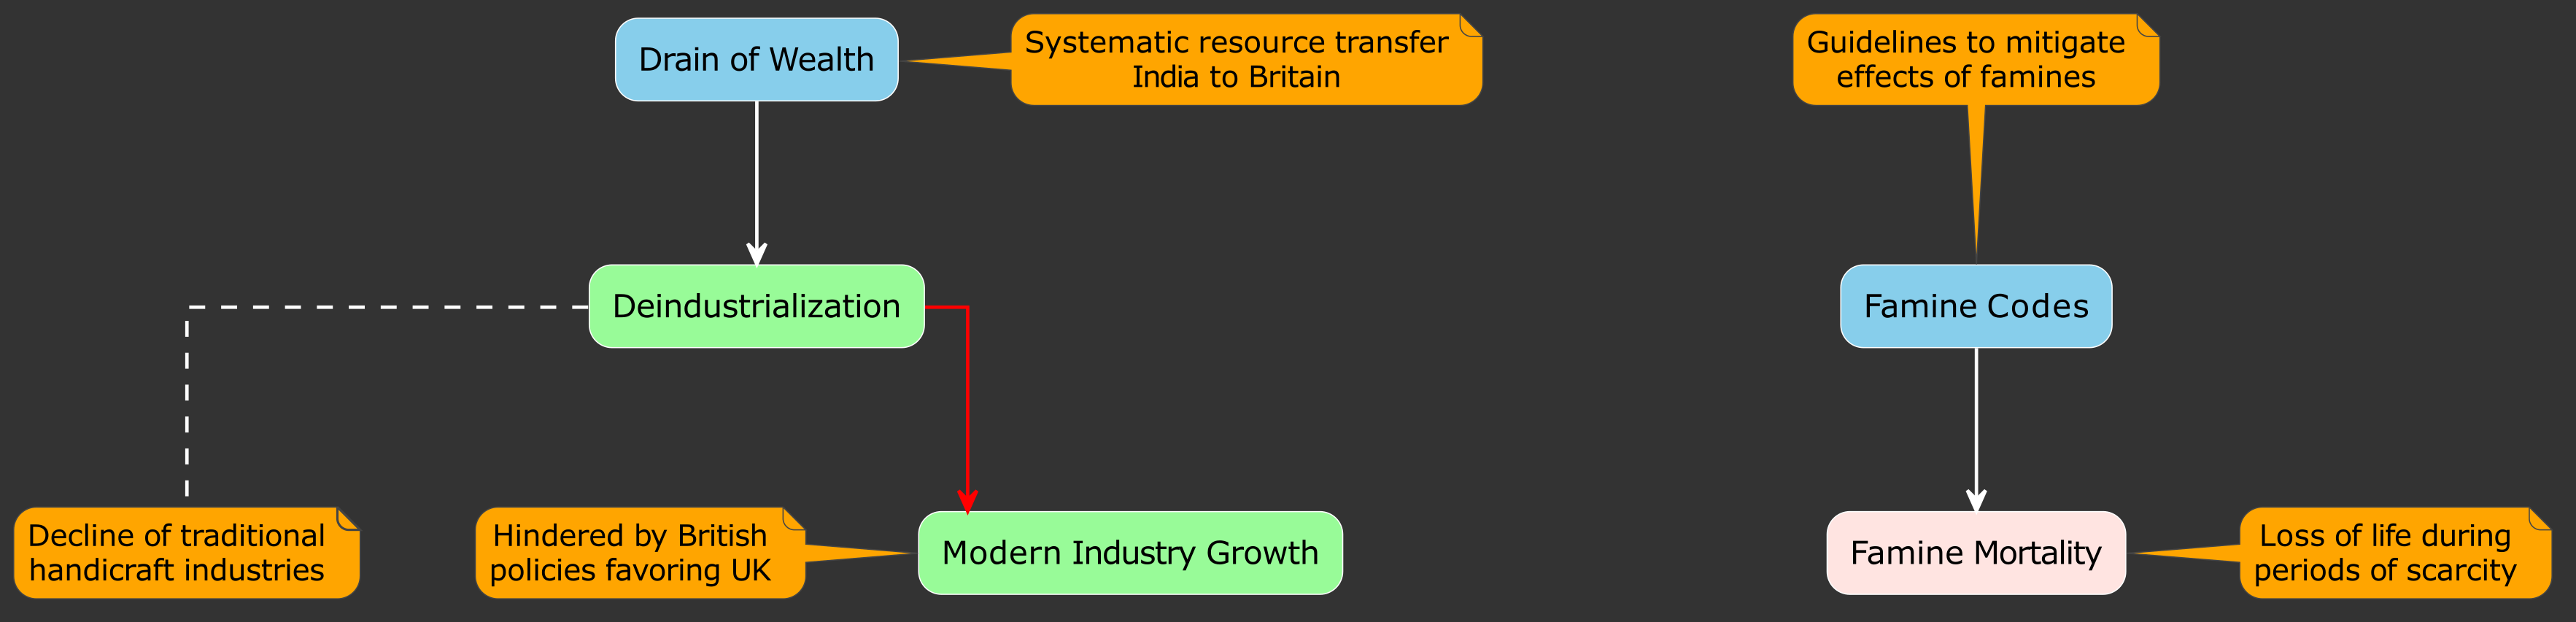 Drain of Wealth
Systematic resource transfer
India to Britain
Guidelines to mitigate
effects of famines
Deindustrialization
Famine Codes
Decline of traditional
handicraft industries
Hindered by British
policies favoring UK
Modern Industry Growth
Famine Mortality
Loss of life during
periods of scarcity